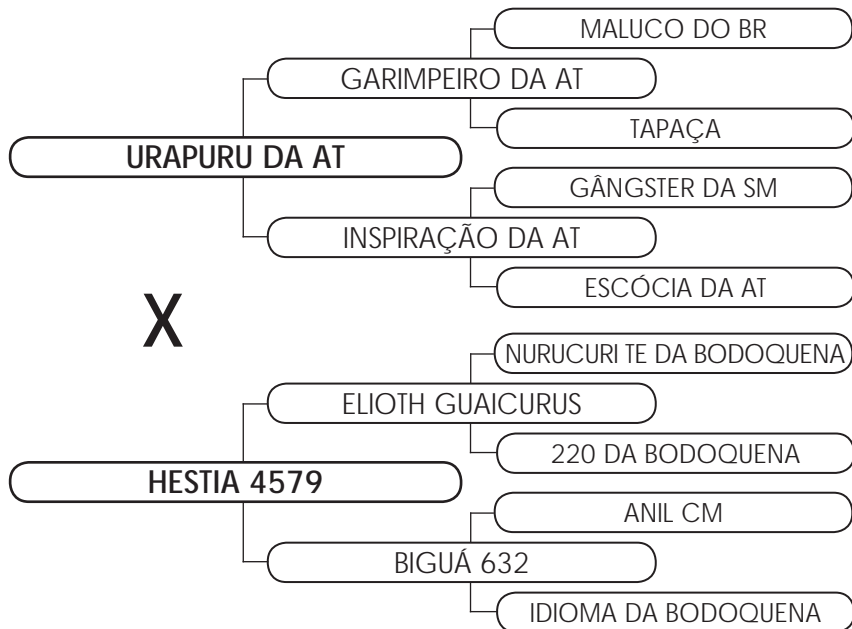 MALUCO DO BR
GARIMPEIRO DA AT
TAPAÇA
URAPURU DA AT
GÂNGSTER DA SM
INSPIRAÇÃO DA AT
ESCÓCIA DA AT
X
NURUCURI TE DA BODOQUENA
ELIOTH GUAICURUS
220 DA BODOQUENA
HESTIA 4579
ANIL CM
BIGUÁ 632
IDIOMA DA BODOQUENA